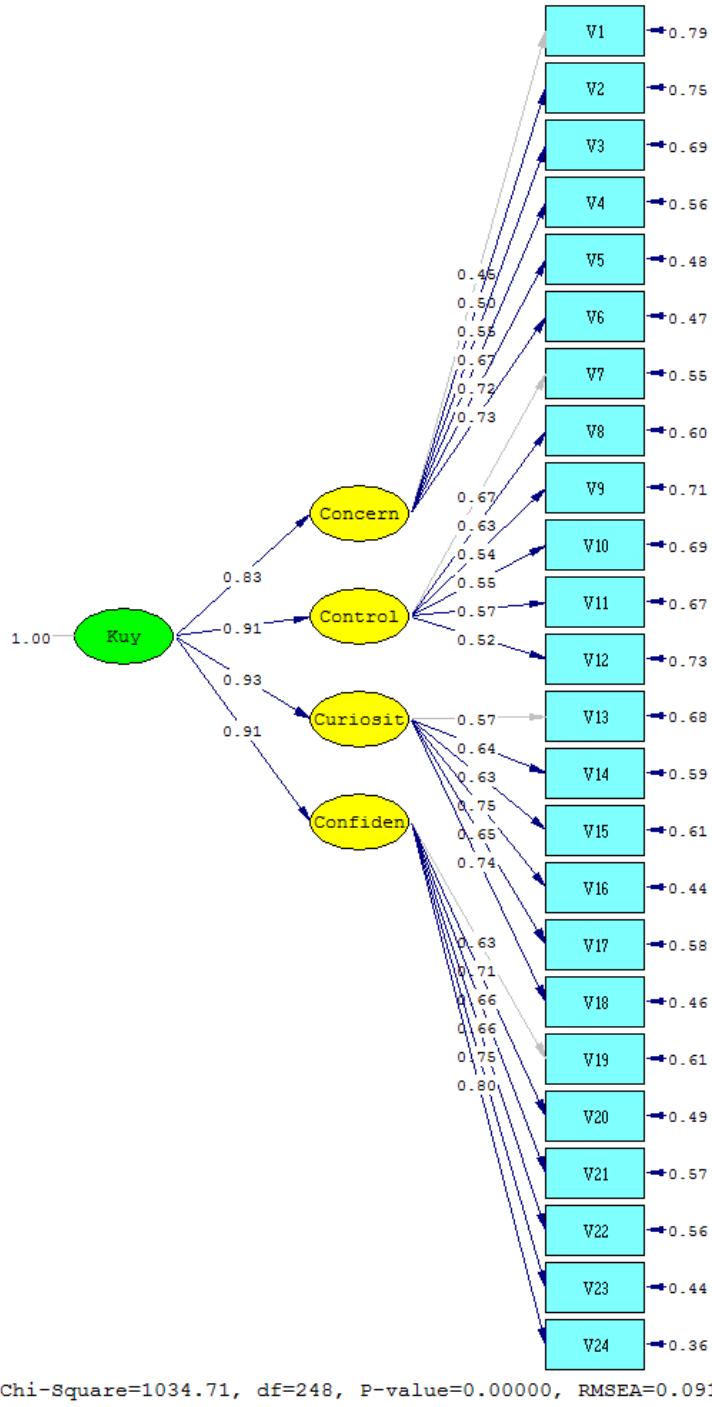 V1 0.79
V2 0.75
V3 0.69
V4 0.56
V5 0.48
0.46
0.50
V6 0.47
0.55
0.67
V7 0.55
0.72
0.73
V8 0.60
V9 0.71
0.67
Concern
0.63
V10 0.69
0.54
0.83
0.55
V11 0.67
0.57
Control
1.00
Kuy
0.91
0.52
V12 0.73
0.93
Curiosit
0.57
V13 0.68
0.91
0.64
V14 0.59
0.63
0.75
Confiden
V15 0.61
0.65
0.74
V16 0.44
0.63
V17 0.58
0.71
0.66
V18 0.46
0.66
0.75
V19 0.61
0.80
V20 0.49
V21 0.57
V22 0.56
V23 0.44
V24 0.36
Chi-Square=1034.71, df=248, P-value=0.00000, RMSEA=0.091